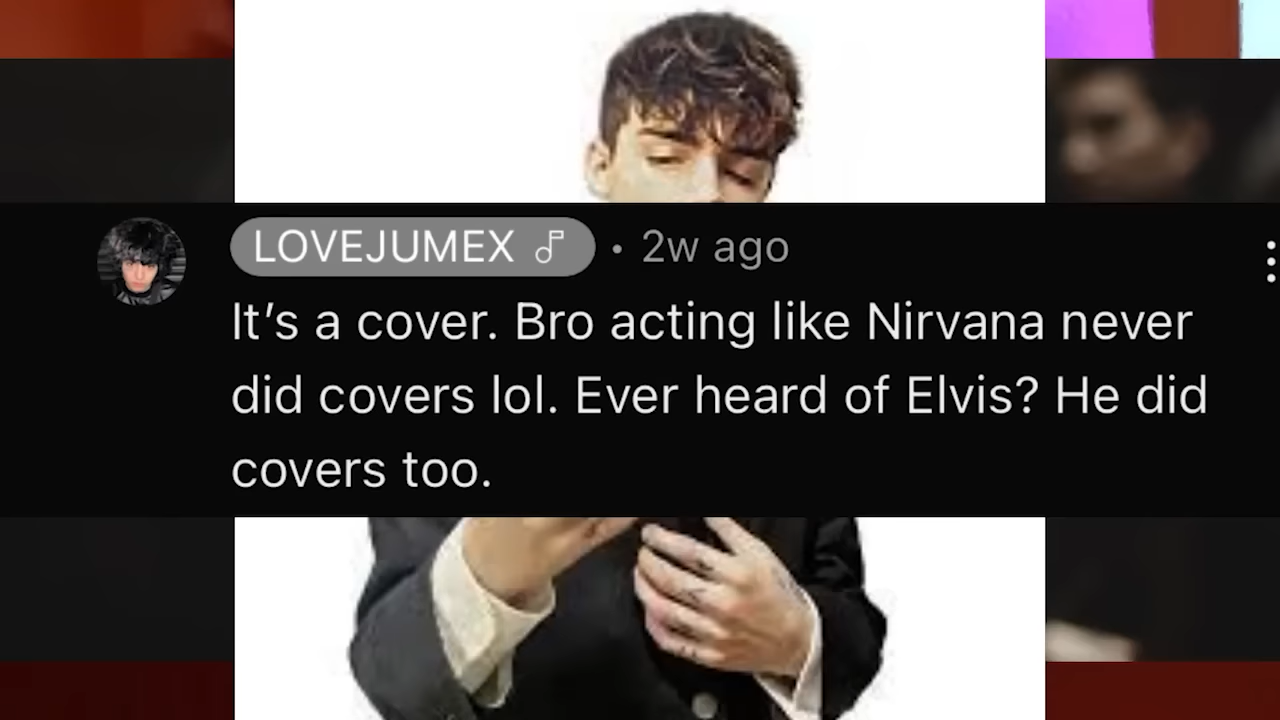 LOVEJUMEX ♫ • 2w ago
It’s a cover. Bro acting like Nirvana never
did covers lol. Ever heard of Elvis? He did
covers too.